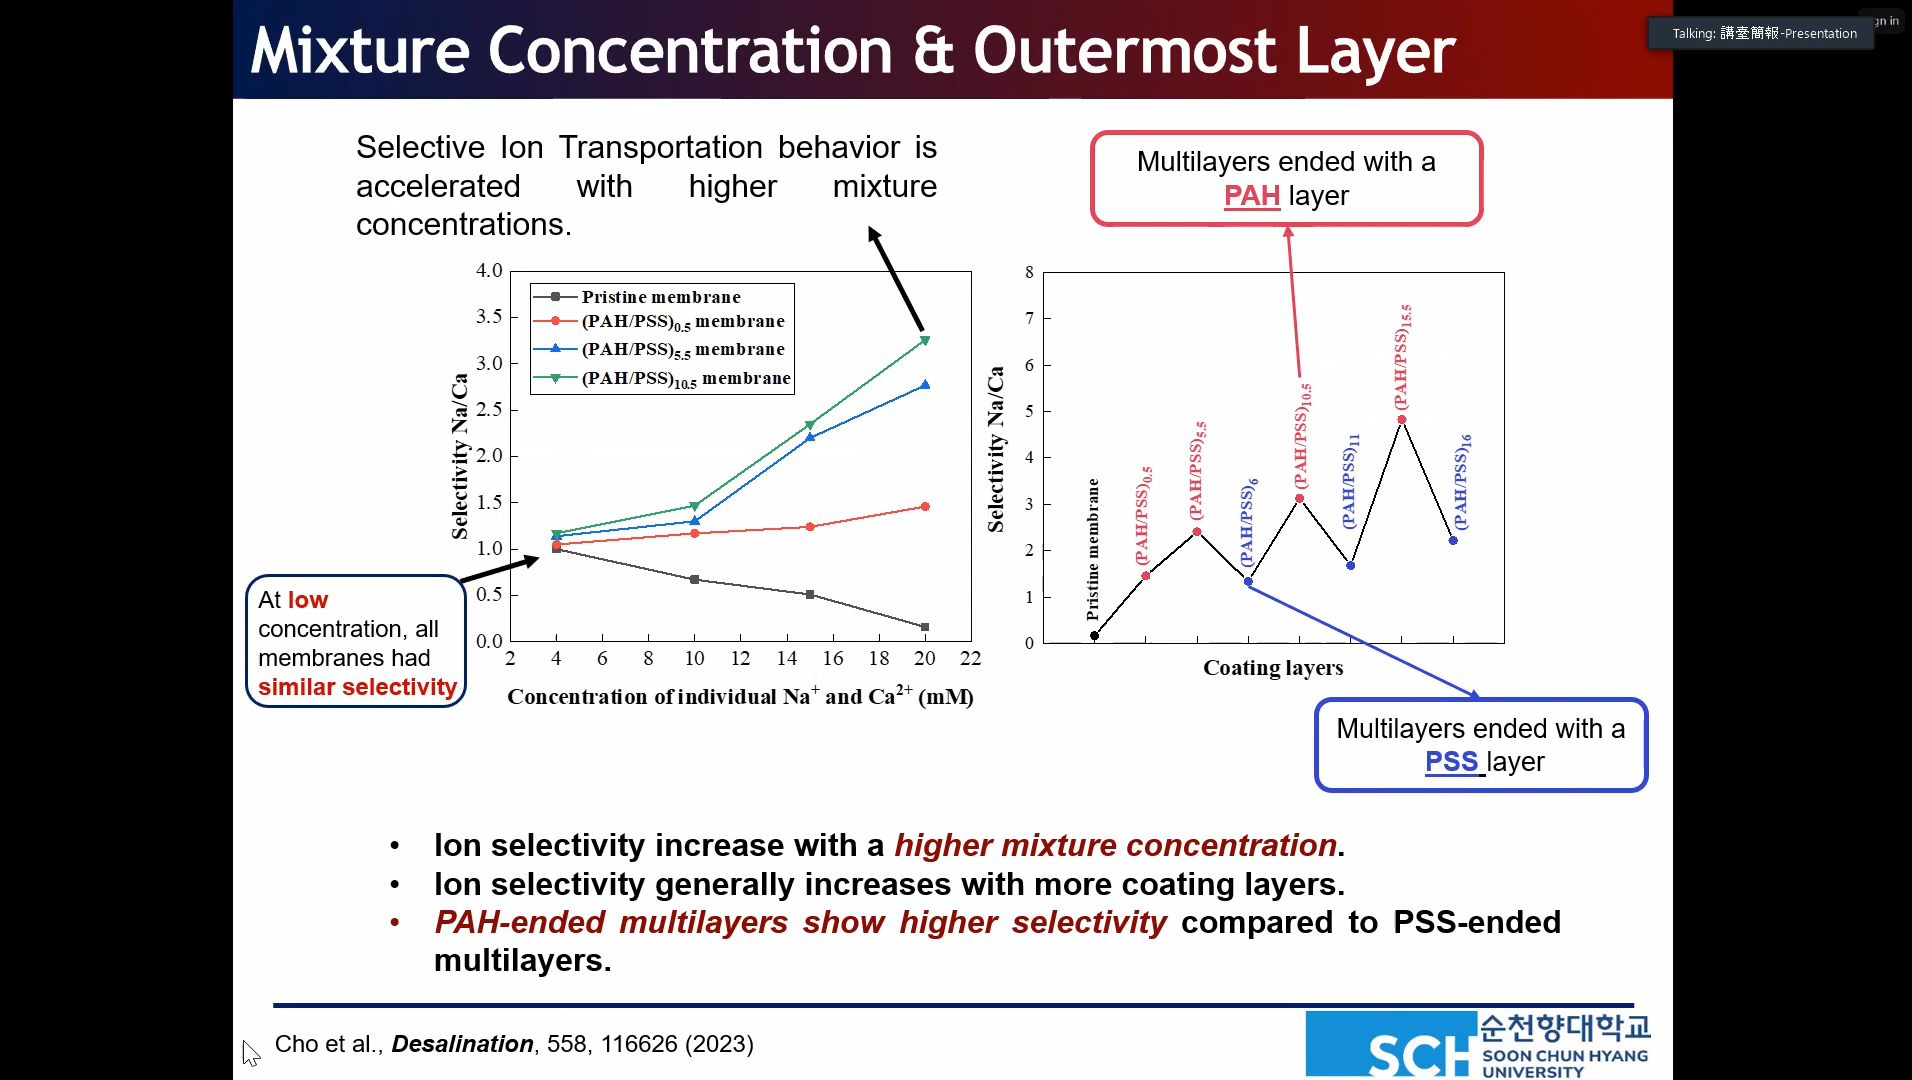 Mixture Concentration & Outermost Layer
gn in
Talking: 講臺簡報-Presentation
Selective Ion Transportation behavior is
accelerated with higher mixture
concentrations.
Multilayers ended with a
PAH layer
4.0
3.5
3.0
2.5
2.0
1.5
1.0
0.5
0.0
Selectivity Na/Ca
Pristine membrane
(PAH/PSS)0.5 membrane
(PAH/PSS)5.5 membrane
(PAH/PSS)10.5 membrane
2 4 6 8 10 12 14 16 18 20 22
Concentration of individual Na+ and Ca2+ (mM)
At low
concentration, all
membranes had
similar selectivity
8
7
6
5
4
3
2
1
0
Selectivity Na/Ca
Pristine membrane
(PAH/PSS)0.5
(PAH/PSS)5.5
(PAH/PSS)6
(PAH/PSS)10.5
(PAH/PSS)11
(PAH/PSS)15.5
(PAH/PSS)16
Coating layers
Multilayers ended with a
PSS layer
• Ion selectivity increase with a higher mixture concentration.
• Ion selectivity generally increases with more coating layers.
• PAH-ended multilayers show higher selectivity compared to PSS-ended
multilayers.
Cho et al., Desalination, 558, 116626 (2023)
SCH
순천향대학교
SOON CHUN HYANG
UNIVERSITY